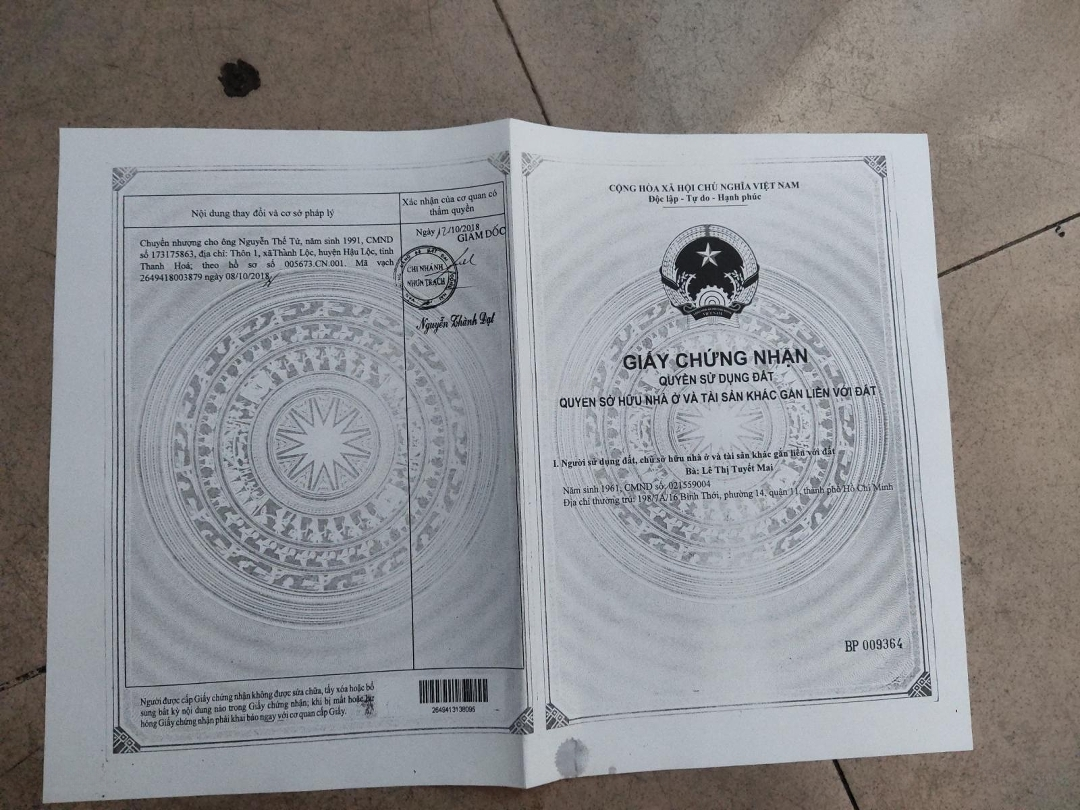 Nội dung thay đổi và cơ sở pháp lý
Xác nhận của cơ quan có
thẩm quyền
Chuyển nhượng cho ông Nguyễn Thế Tử, năm sinh 1991, CMND
số 173175863, địa chỉ: Thôn 1, xãThành Lộc, huyện Hậu Lộc, tỉnh
Thanh Hoá; theo hồ sơ số 005673.CN.001. Mã vạch
2649418003879 ngày 08/10/2018
Ngày 12/10/2018
GIÁM ĐỐC
CHI NHÁNH
NHƠN TRẠCH
Nguyễn Thành Đạt
Người được cấp Giấy chứng nhận không được sửa chữa, tẩy xóa hoặc bổ
sung bất kỳ nội dung nào trong Giấy chứng nhận; khi bị mất hoặc hư
hỏng Giấy chứng nhận phải khai báo ngay với cơ quan cấp Giấy.
CỘNG HÒA XÃ HỘI CHỦ NGHĨA VIỆT NAM
Độc lập - Tự do - Hạnh phúc
VIỆT NAM
GIẤY CHỨNG NHẬN
QUYỀN SỬ DỤNG ĐẤT
QUYỀN SỞ HỮU NHÀ Ở VÀ TÀI SẢN KHÁC GẮN LIỀN VỚI ĐẤT
I. Người sử dụng đất, chủ sở hữu nhà ở và tài sản khác gắn liền với đất
Bà: Lê Thị Tuyết Mai
Năm sinh 1961, CMND số: 021559004
Địa chỉ thường trú: 198/7A/16 Bình Thới, phường 14, quận 11, thành phố Hồ Chí Minh
BP 009364